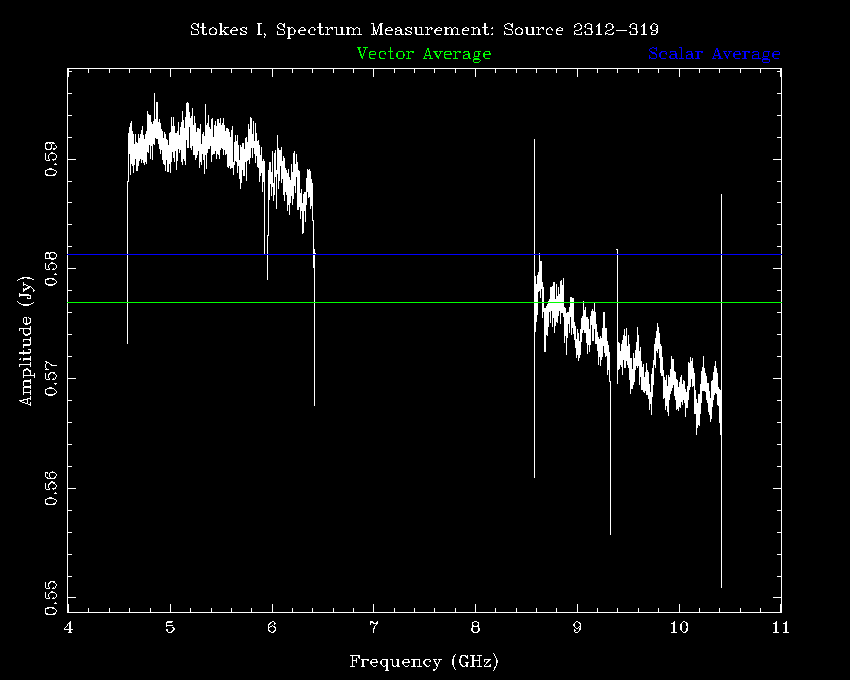 Stokes I, Spectrum Measurement: Source 2312-319
Vector Average Scalar Average
0.59
0.58
0.57
0.56
0.55
Amplitude (Jy)
4 5 6 7 8 9 10 11
Frequency (GHz)